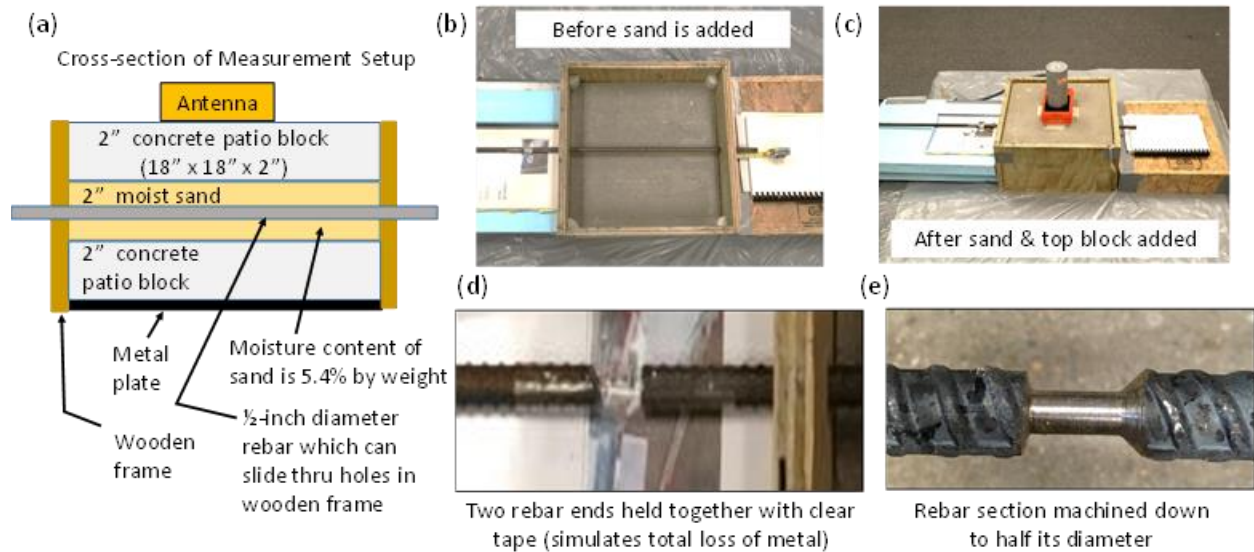 (a)
Cross-section of Measurement Setup
Antenna
2” concrete patio block
(18” x 18” x 2”)
2” moist sand
2” concrete
patio block
Metal
plate
Moisture content of
sand is 5.4% by weight
Wooden
frame
½-inch diameter
rebar which can
slide thru holes in
wooden frame
(b)
Before sand is added
(c)
After sand & top block added
(d)
Two rebar ends held together with clear
tape (simulates total loss of metal)
(e)
Rebar section machined down
to half its diameter